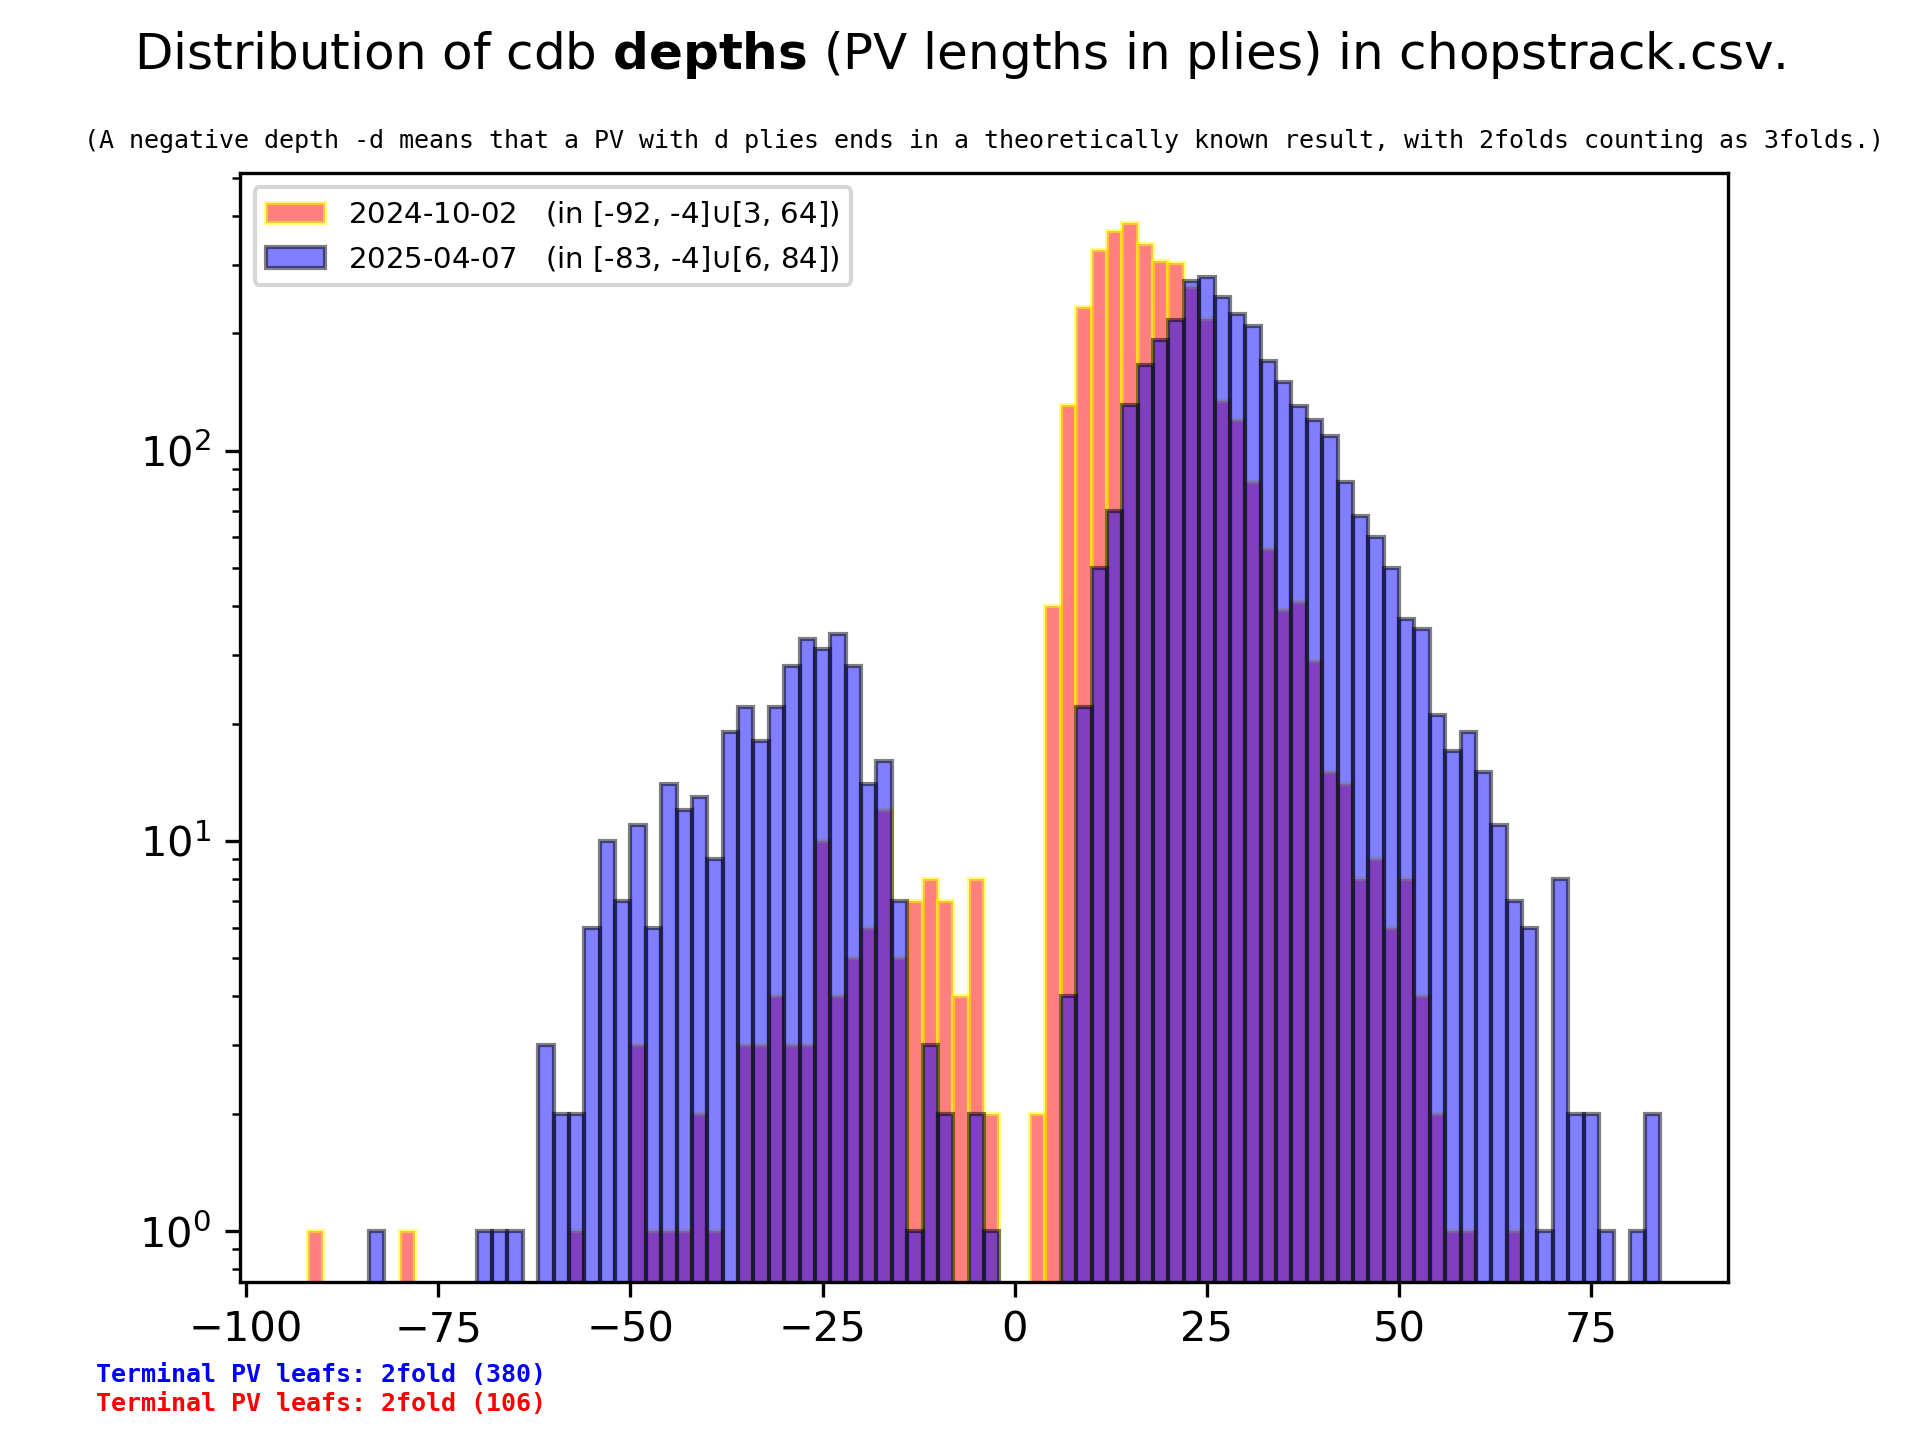 Distribution of cdb depths (PV lengths in plies) in chopstrack.csv.
(A negative depth -d means that a PV with d plies ends in a theoretically known result, with 2folds counting as 3folds.)
2024-10-02 (in [-92, -4]∪[3, 64])
2025-04-07 (in [-83, -4]∪[6, 84])
10²
10¹
10⁰
−100 −75 −50 −25 0 25 50 75
Terminal PV leafs: 2fold (380)
Terminal PV leafs: 2fold (106)